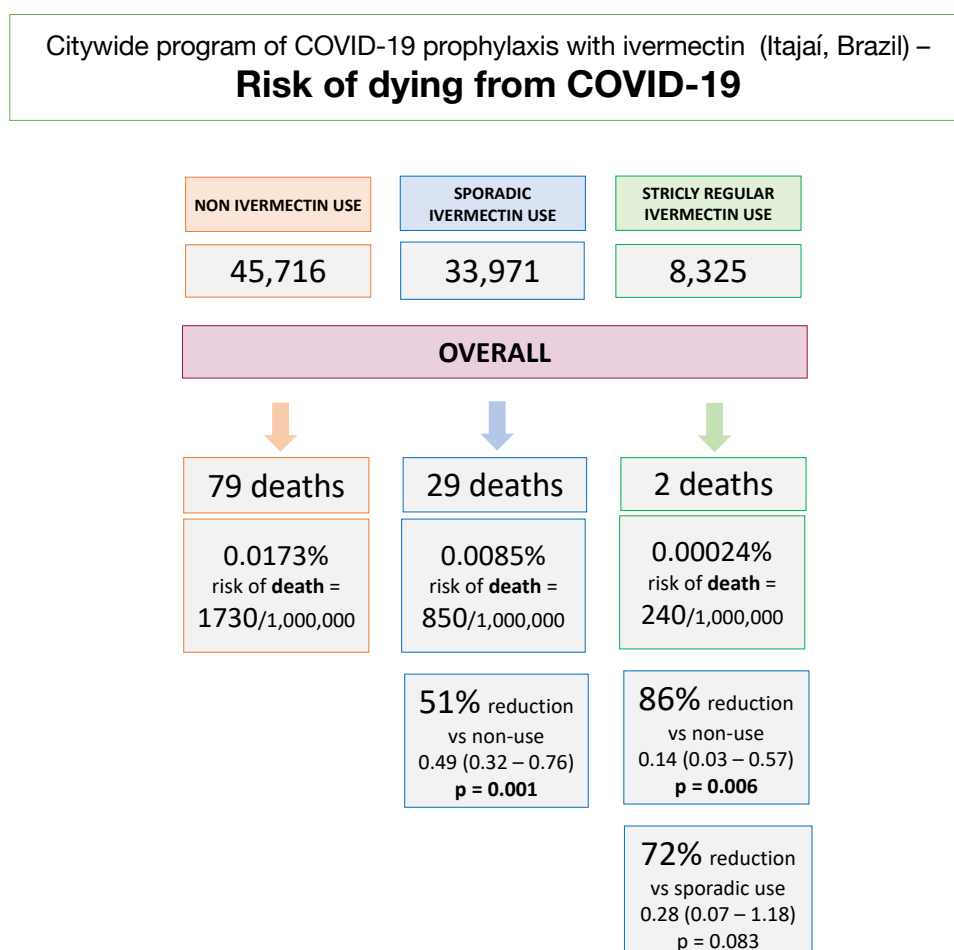 Citywide program of COVID-19 prophylaxis with ivermectin (Itajaí, Brazil) –
Risk of dying from COVID-19
NON IVERMECTIN USE
SPORADIC
IVERMECTIN USE
STRICLY REGULAR
IVERMECTIN USE
45,716
33,971
8,325
OVERALL
79 deaths
29 deaths
2 deaths
0.0173%
risk of death =
1730/1,000,000
0.0085%
risk of death =
850/1,000,000
0.00024%
risk of death =
240/1,000,000
51% reduction
vs non-use
0.49 (0.32 – 0.76)
p = 0.001
86% reduction
vs non-use
0.14 (0.03 – 0.57)
p = 0.006
72% reduction
vs sporadic use
0.28 (0.07 – 1.18)
p = 0.083